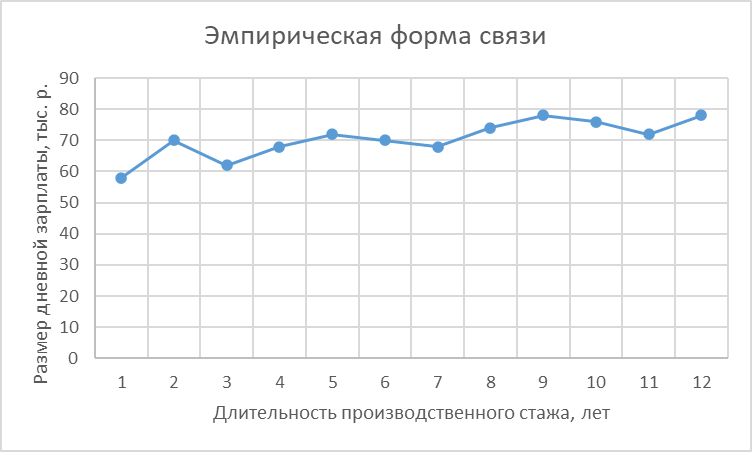 Эмпирическая форма связи
Размер дневной зарплаты, тыс. р.
90
80
70
60
50
40
30
20
10
0
1 2 3 4 5 6 7 8 9 10 11 12
Длительность производственного стажа, лет